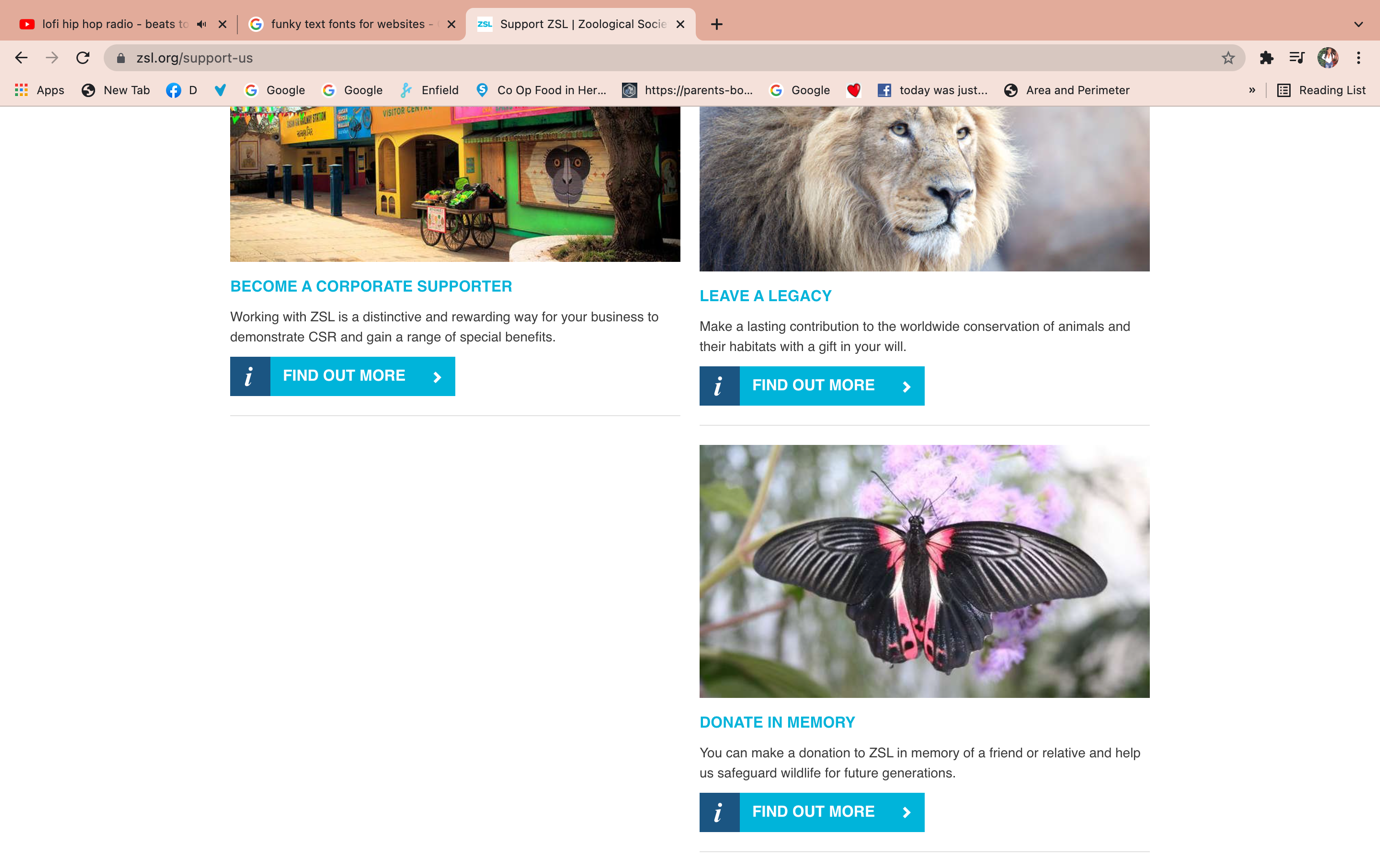 lofi hip hop radio - beats to
funky text fonts for websites -
ZSL Support ZSL | Zoological Socie
zsl.org/support-us
Apps
New Tab
D
Google
Google
Enfield
Co Op Food in Her...
https://parents-bo...
Google
today was just...
Area and Perimeter
»
Reading List
VISITOR CENTRE
BECOME A CORPORATE SUPPORTER
Working with ZSL is a distinctive and rewarding way for your business to
demonstrate CSR and gain a range of special benefits.
i FIND OUT MORE
LEAVE A LEGACY
Make a lasting contribution to the worldwide conservation of animals and
their habitats with a gift in your will.
i FIND OUT MORE
DONATE IN MEMORY
You can make a donation to ZSL in memory of a friend or relative and help
us safeguard wildlife for future generations.
i FIND OUT MORE